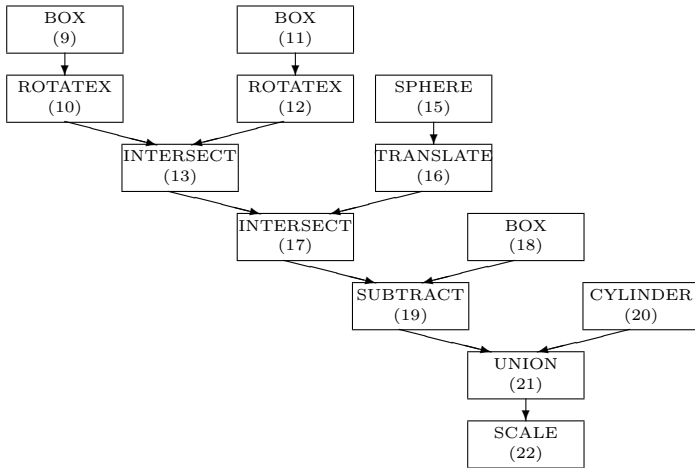 BOX
(9)
BOX
(11)
ROTATEX
(10)
ROTATEX
(12)
SPHERE
(15)
INTERSECT
(13)
TRANSLATE
(16)
INTERSECT
(17)
BOX
(18)
SUBTRACT
(19)
CYLINDER
(20)
UNION
(21)
SCALE
(22)